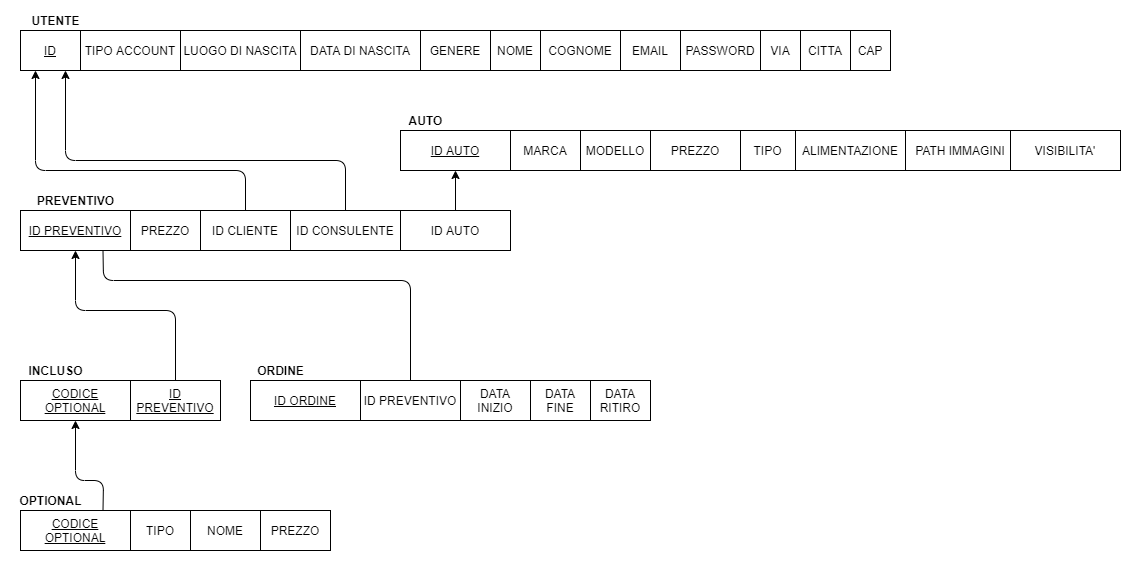 UTENTE
ID TIPO ACCOUNT LUOGO DI NASCITA DATA DI NASCITA GENERE NOME COGNOME EMAIL PASSWORD VIA CITTA CAP
AUTO
ID AUTO MARCA MODELLO PREZZO TIPO ALIMENTAZIONE PATH IMMAGINI VISIBILITA'
PREVENTIVO
ID PREVENTIVO PREZZO ID CLIENTE ID CONSULENTE ID AUTO
INCLUSO
CODICE
OPTIONAL
ID
PREVENTIVO
ORDINE
ID ORDINE
ID PREVENTIVO
DATA
INIZIO
DATA
FINE
DATA
RITIRO
OPTIONAL
CODICE
OPTIONAL
TIPO
NOME
PREZZO